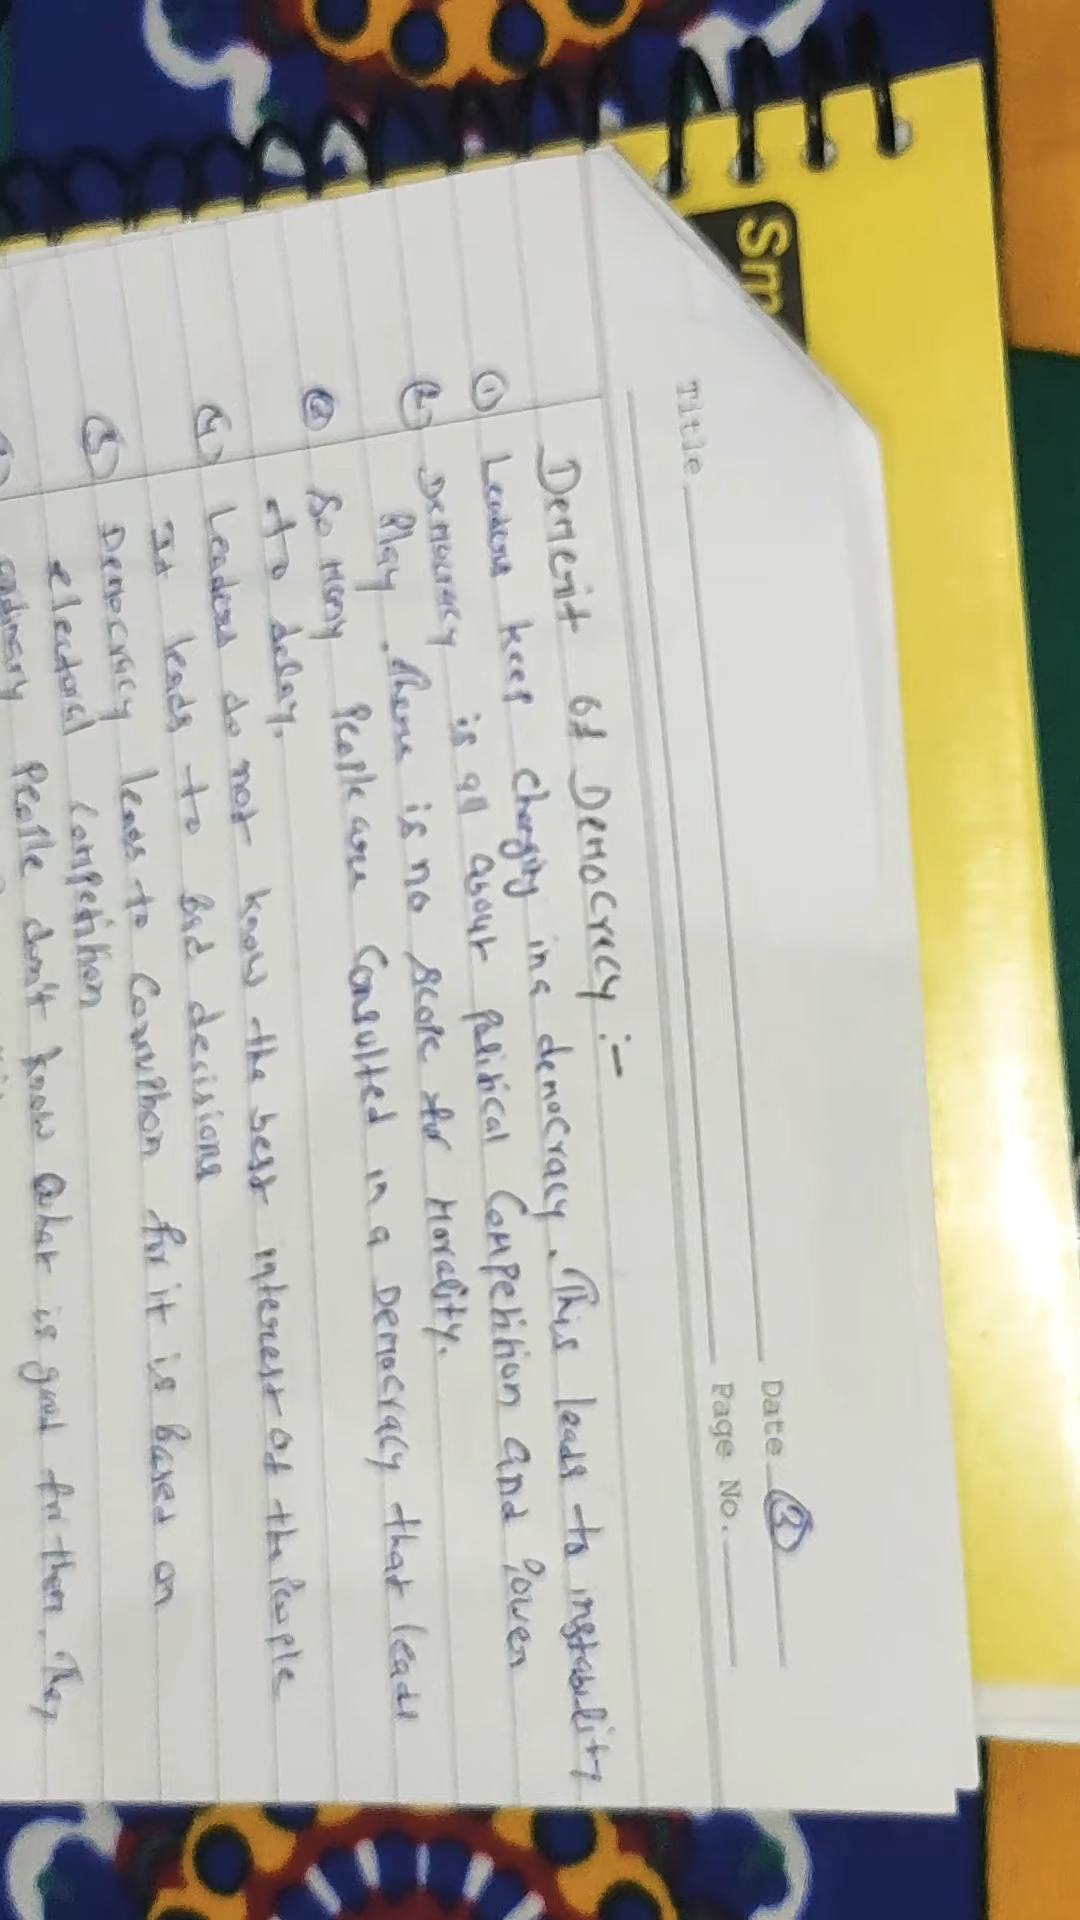 Sm
Date 2
Title
Page No.
Demerit of Democracy :-
① Leaders keep changing in a democracy. This leads to instability
② Democracy is all about political competition and power
Play. There is no scope for morality.
③ So many people are consulted in a democracy that leads
to delay.
④ Leaders do not know the best interest of the people
It leads to bad decisions
⑤ Democracy leads to corruption for it is based on
electoral competition
ordinary people don't know what is good for them. They